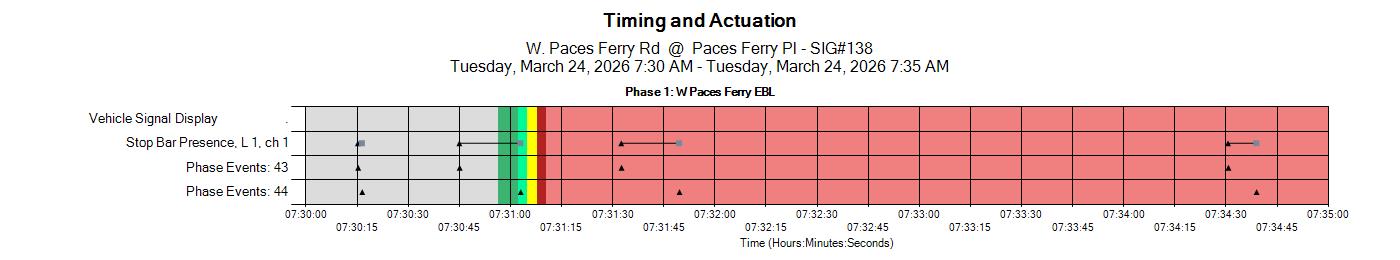 Timing and Actuation
W. Paces Ferry Rd @ Paces Ferry Pl - SIG#138
Tuesday, March 24, 2026 7:30 AM - Tuesday, March 24, 2026 7:35 AM
Phase 1: W Paces Ferry EBL
Vehicle Signal Display .
Stop Bar Presence, L 1, ch 1
Phase Events: 43
Phase Events: 44
07:30:00 07:30:30 07:31:00 07:31:30 07:32:00 07:32:30 07:33:00 07:33:30 07:34:00 07:34:30 07:35:00
07:30:15 07:30:45 07:31:15 07:31:45 07:32:15 07:32:45 07:33:15 07:33:45 07:34:15 07:34:45
Time (Hours:Minutes:Seconds)